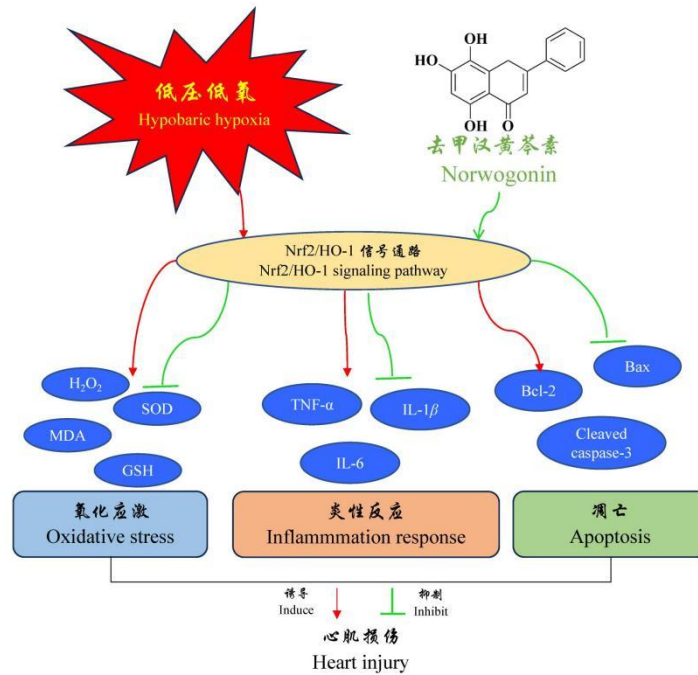 低压低氧
Hypobaric hypoxia
OH
HO
OH
O
去甲汉黄芩素
Norwogonin
Nrf2/HO-1 信号通路
Nrf2/HO-1 signaling pathway
H₂O₂
SOD
MDA
GSH
TNF-α
IL-1β
IL-6
Bcl-2
Bax
Cleaved
caspase-3
氧化应激
Oxidative stress
炎性反应
Inflammmation response
凋亡
Apoptosis
诱导
Induce
抑制
Inhibit
心肌损伤
Heart injury